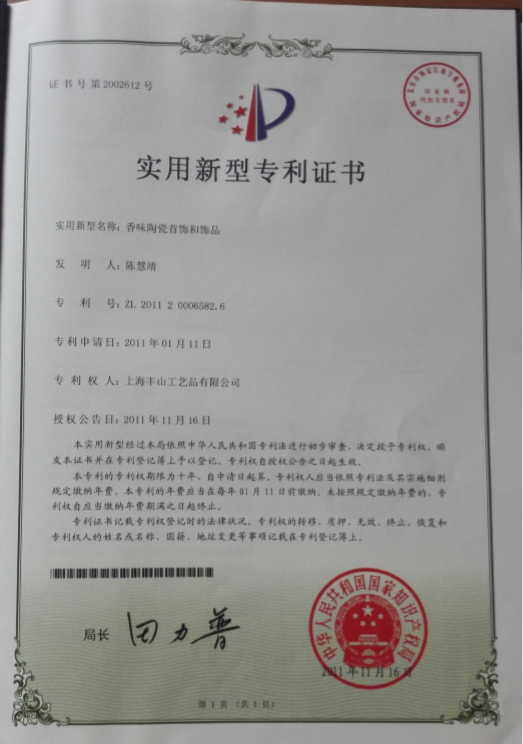 证书号第2002612号
实用新型专利证书
实用新型名称：香味陶瓷首饰和饰品
发 明 人：陈慧靖
专 利 号：ZL 2011 2 0006582.6
专利申请日：2011年01月11日
专 利 权 人：上海丰山工艺品有限公司
授权公告日：2011年11月16日
本实用新型经过本局依照中华人民共和国专利法进行初步审查，决定授予专利权，颁
发本证书并在专利登记簿上予以登记。专利权自授权公告之日起生效。
本专利的专利权期限为十年，自申请日起算。专利权人应当依照专利法及其实施细则
规定缴纳年费。本专利的年费应当在每年01月11日前缴纳。未按照规定缴纳年费的，专
利权自应当缴纳年费期满之日起终止。
专利证书记载专利权登记时的法律状况。专利权的转移、质押、无效、终止、恢复和
专利权人的姓名或名称、国籍、地址变更等事项记载在专利登记簿上。
局长 田力普
中华人民共和国国家知识产权局
2011年11月16日
第1页（共1页）